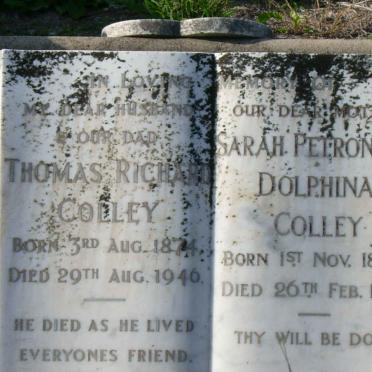 IN LOVING
MY DEAR HUSBAND
& OUR DAD
THOMAS RICHARD
COLLEY
BORN 3RD AUG. 1874
DIED 29TH AUG. 1946
HE DIED AS HE LIVED
EVERYONES FRIEND.
MEMORY OF
OUR DEAR MOT
SARAH PETRON
DOLPHINA
COLLEY
BORN 1ST NOV. 18
DIED 26TH FEB.
THY WILL BE DO